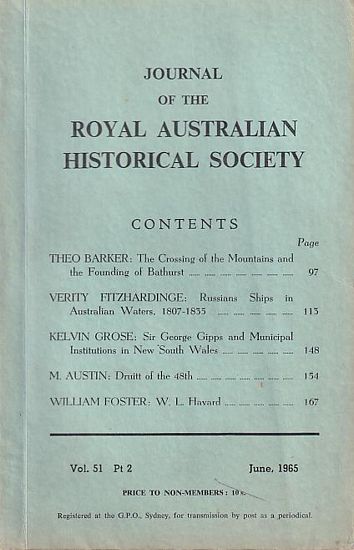 JOURNAL
OF THE
ROYAL AUSTRALIAN
HISTORICAL SOCIETY
CONTENTS
Page
THEO BARKER: The Crossing of the Mountains and
the Founding of Bathurst ..... ..... ..... ..... ..... ..... 97
VERITY FITZHARDINGE: Russians Ships in
Australian Waters, 1807-1835 ..... ..... ..... ..... ..... 113
KELVIN GROSE: Sir George Gipps and Municipal
Institutions in New South Wales ..... ..... ..... ..... 148
M. AUSTIN: Druitt of the 48th ..... ..... ..... ..... ..... ..... 154
WILLIAM FOSTER: W. L. Havard ..... ..... ..... ..... 167
Vol. 51 Pt 2 June, 1965
PRICE TO NON-MEMBERS:
Registered at the G.P.O., Sydney, for transmission by post as a periodical.